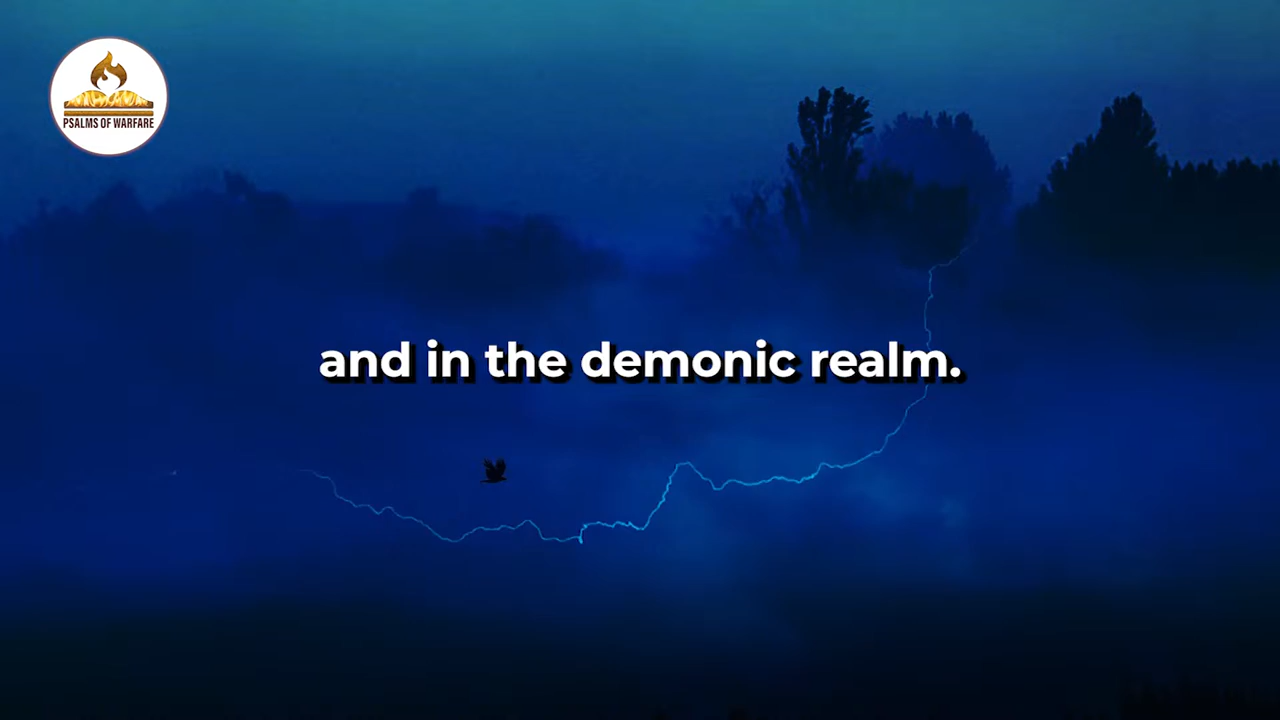 PSALMS OF WARFARE
and in the demonic realm.